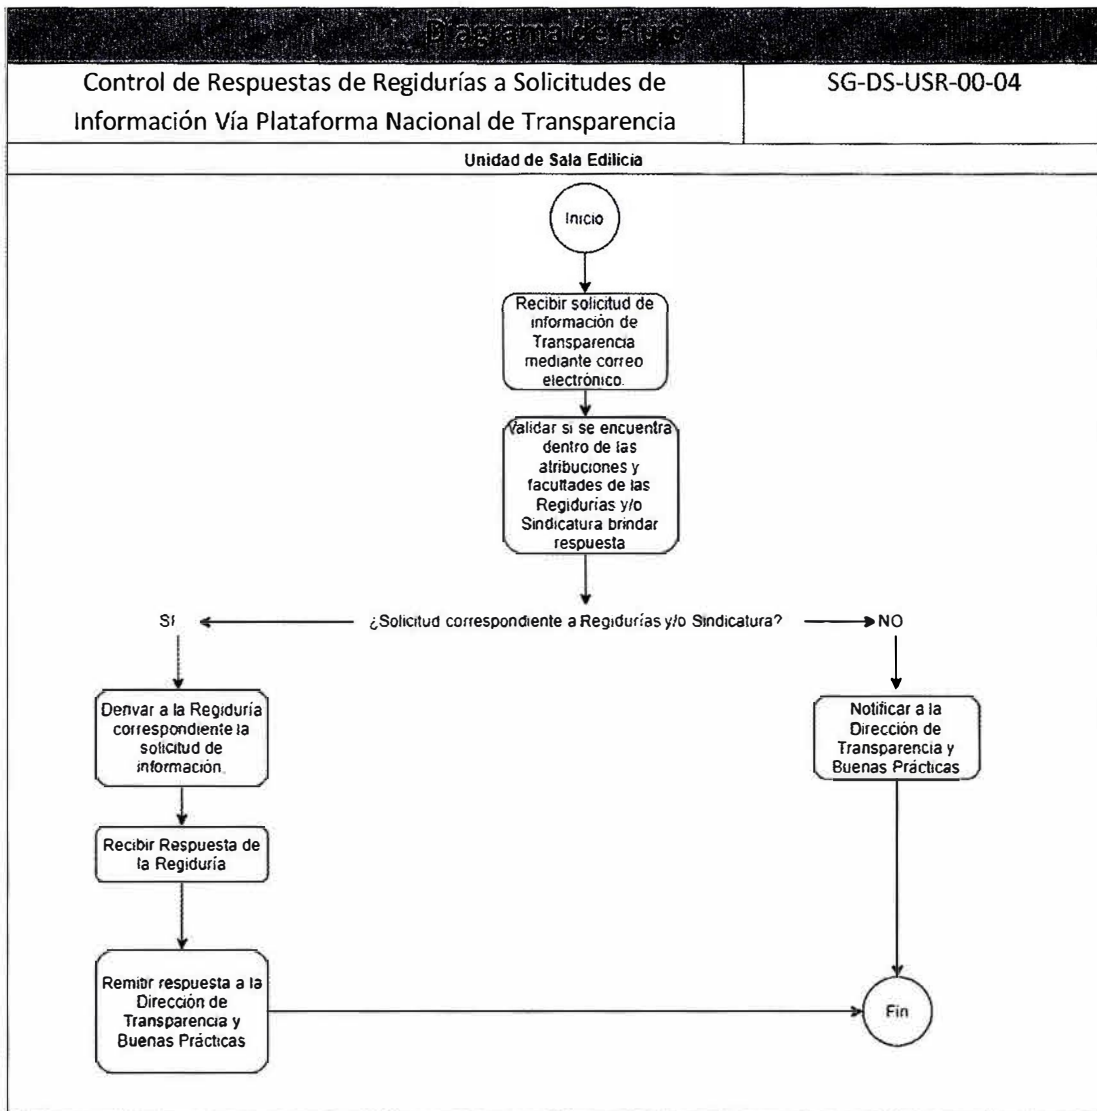 Diagrama de Flujo
Control de Respuestas de Regidurías a Solicitudes de
Información Vía Plataforma Nacional de Transparencia
SG-DS-USR-00-04
Unidad de Sala Edilicia
Inicio
Recibir solicitud de
información de
Transparencia
mediante correo
electrónico.
Validar si se encuentra
dentro de las
atribuciones y
facultades de las
Regidurías y/o
Sindicatura brindar
respuesta
SI
¿Solicitud correspondiente a Regidurías y/o Sindicatura?
NO
Derivar a la Regiduría
correspondiente la
solicitud de
información.
Notificar a la
Dirección de
Transparencia y
Buenas Prácticas
Recibir Respuesta de
la Regiduría
Remitir respuesta a la
Dirección de
Transparencia y
Buenas Prácticas
Fin